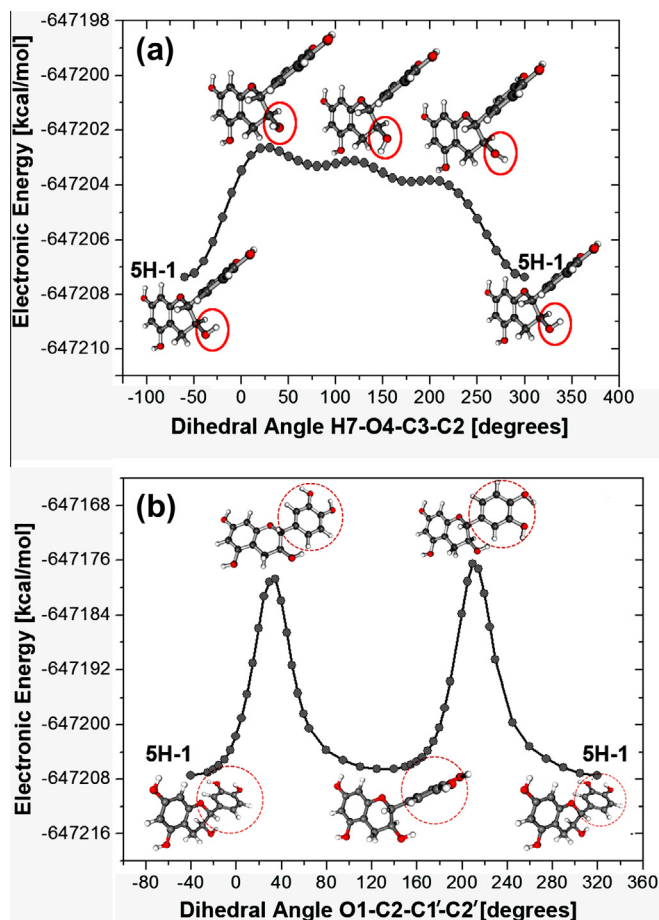 -647198
(a)
-647200
-647202
-647204
-647206
5H-1
5H-1
-647208
-647210
Electronic Energy [kcal/mol]
-100 -50 0 50 100 150 200 250 300 350 400
Dihedral Angle H7-O4-C3-C2 [degrees]
-647168
(b)
-647176
-647184
-647192
-647200
5H-1
5H-1
-647208
-647216
Electronic Energy [kcal/mol]
-80 -40 0 40 80 120 160 200 240 280 320 360
Dihedral Angle O1-C2-C1′-C2′[degrees]